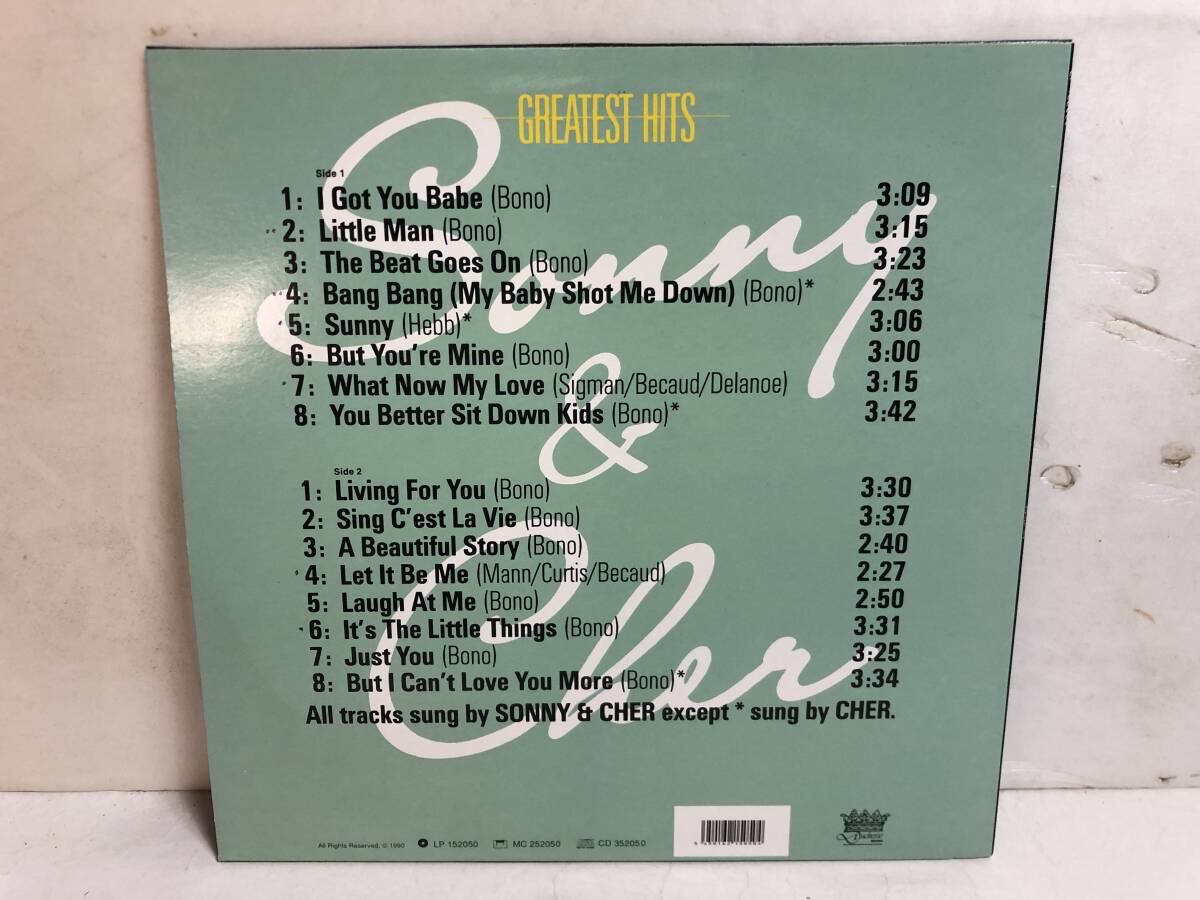 GREATEST HITS
Sonny & Cher
Side 1
1: I Got You Babe (Bono) 3:09
2: Little Man (Bono) 3:15
3: The Beat Goes On (Bono) 3:23
4: Bang Bang (My Baby Shot Me Down) (Bono)* 2:43
5: Sunny (Hebb)* 3:06
6: But You're Mine (Bono) 3:00
7: What Now My Love (Sigman/Becaud/Delanoe) 3:15
8: You Better Sit Down Kids (Bono)* 3:42
Side 2
1: Living For You (Bono) 3:30
2: Sing C'est La Vie (Bono) 3:37
3: A Beautiful Story (Bono) 2:40
4: Let It Be Me (Mann/Curtis/Becaud) 2:27
5: Laugh At Me (Bono) 2:50
6: It's The Little Things (Bono) 3:31
7: Just You (Bono) 3:25
8: But I Can't Love You More (Bono)* 3:34
All tracks sung by SONNY & CHER except * sung by CHER.
All Rights Reserved, © 1990 LP 152050 MC 252050 CD 352050